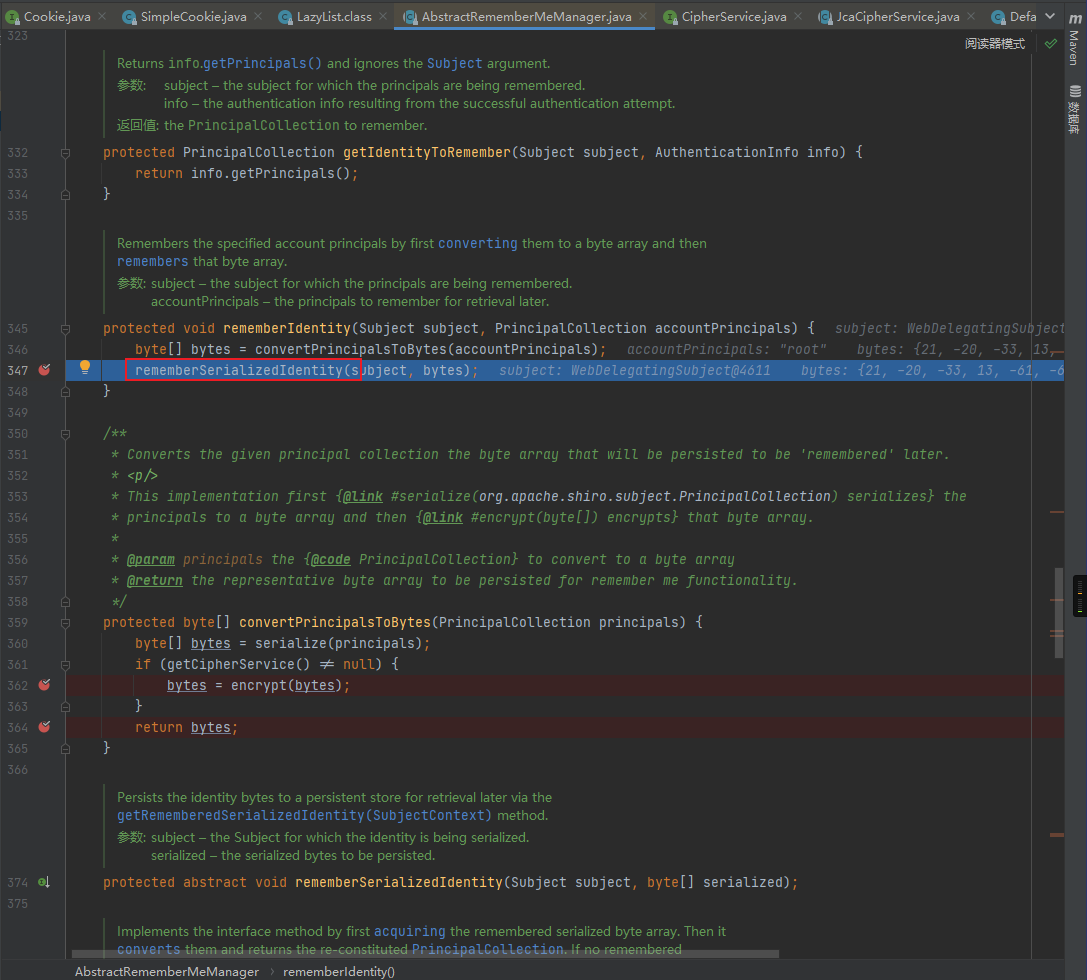 Cookie.java × SimpleCookie.java × LazyList.class × AbstractRememberMeManager.java × CipherService.java × JcaCipherService.java × Defa
m
Maven
数据库
阅读器模式
323
Returns info.getPrincipals() and ignores the Subject argument.
参数: subject – the subject for which the principals are being remembered.
info – the authentication info resulting from the successful authentication attempt.
返回值: the PrincipalCollection to remember.
332 protected PrincipalCollection getIdentityToRemember(Subject subject, AuthenticationInfo info) {
333 return info.getPrincipals();
334 }
335
Remembers the specified account principals by first converting them to a byte array and then
remembers that byte array.
参数: subject – the subject for which the principals are being remembered.
accountPrincipals – the principals to remember for retrieval later.
345 protected void rememberIdentity(Subject subject, PrincipalCollection accountPrincipals) { subject: WebDelegatingSubject
346 byte[] bytes = convertPrincipalsToBytes(accountPrincipals); accountPrincipals: "root" bytes: {21, -20, -33, 13,
347 rememberSerializedIdentity(subject, bytes); subject: WebDelegatingSubject@4611 bytes: {21, -20, -33, 13, -61, -6
348 }
349
350 /**
351 * Converts the given principal collection the byte array that will be persisted to be 'remembered' later.
352 * <p/>
353 * This implementation first {@link #serialize(org.apache.shiro.subject.PrincipalCollection) serializes} the
354 * principals to a byte array and then {@link #encrypt(byte[]) encrypts} that byte array.
355 *
356 * @param principals the {@code PrincipalCollection} to convert to a byte array
357 * @return the representative byte array to be persisted for remember me functionality.
358 */
359 protected byte[] convertPrincipalsToBytes(PrincipalCollection principals) {
360 byte[] bytes = serialize(principals);
361 if (getCipherService() != null) {
362 bytes = encrypt(bytes);
363 }
364 return bytes;
365 }
366
Persists the identity bytes to a persistent store for retrieval later via the
getRememberedSerializedIdentity(SubjectContext) method.
参数: subject – the Subject for which the identity is being serialized.
serialized – the serialized bytes to be persisted.
374 protected abstract void rememberSerializedIdentity(Subject subject, byte[] serialized);
375
Implements the interface method by first acquiring the remembered serialized byte array. Then it
converts them and returns the re-constituted PrincipalCollection. If no remembered
AbstractRememberMeManager › rememberIdentity()